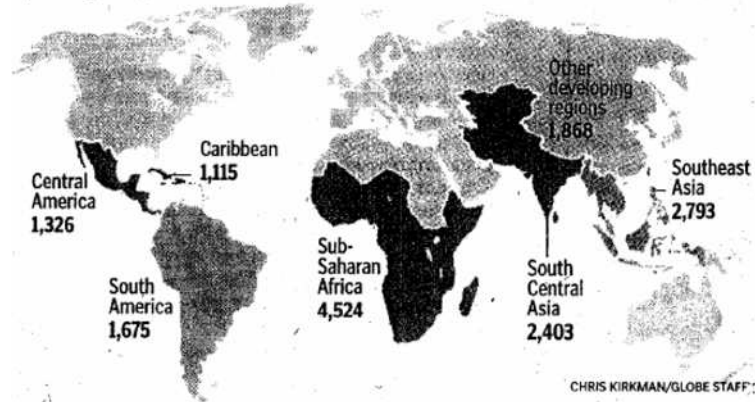 Other
developing
regions
1,868
Caribbean
1,115
Central
America
1,326
Southeast
Asia
2,793
Sub-
Saharan
Africa
4,524
South
America
1,675
South
Central
Asia
2,403
CHRIS KIRKMAN/GLOBE STAFF